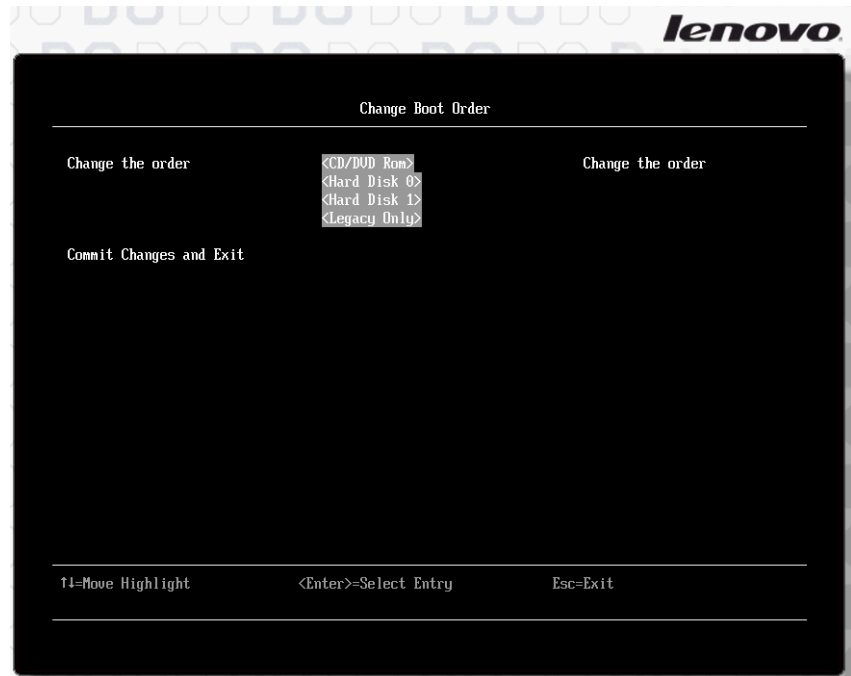 lenovo
Change Boot Order
Change the order <CD/DVD Rom> Change the order
<Hard Disk 0>
<Hard Disk 1>
<Legacy Only>
Commit Changes and Exit
↑↓=Move Highlight <Enter>=Select Entry Esc=Exit